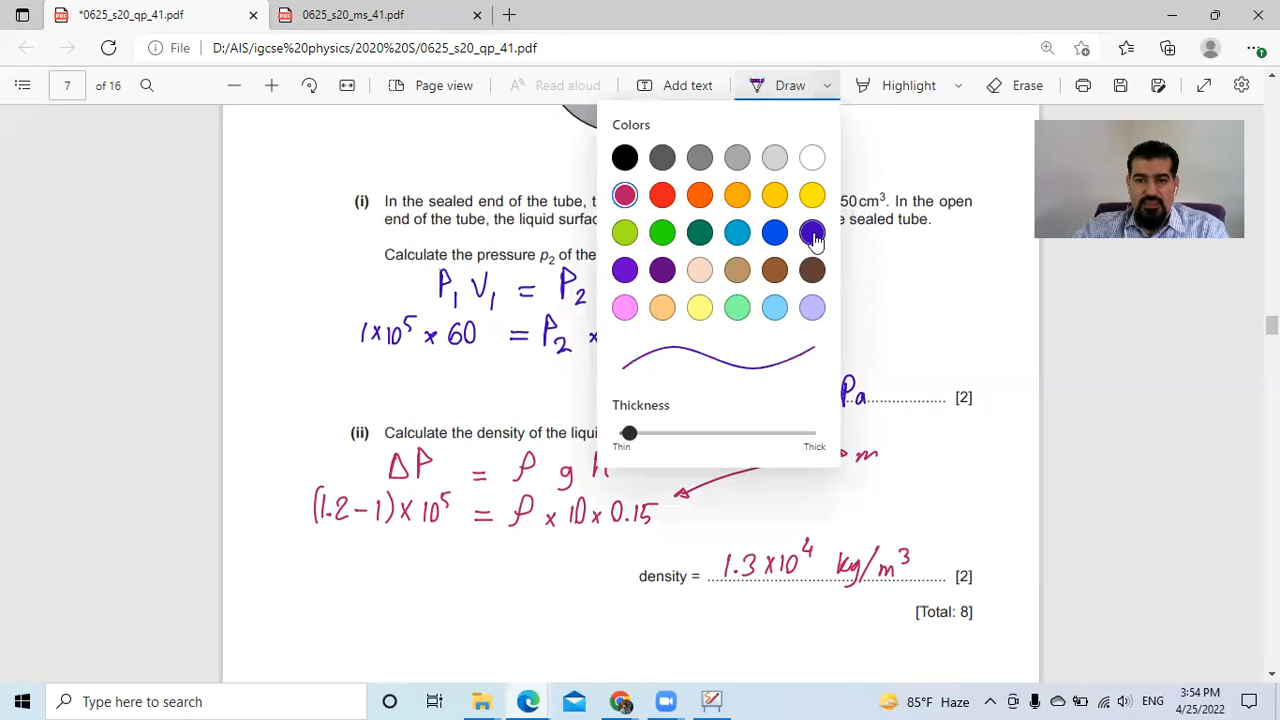 *0625_s20_qp_41.pdf
0625_s20_ms_41.pdf
File D:/AIS/igcse%20physics/2020%20S/0625_s20_qp_41.pdf
7 of 16 Page view Read aloud Add text Draw Highlight Erase
Colors
(i) In the sealed end of the tube, t 50 cm³. In the open
end of the tube, the liquid surfac e sealed tube.
Calculate the pressure p₂ of the
P₁ V₁ = P₂
1×10⁵ × 60 = P₂ ×
Thickness
Thin Thick
Pa [2]
(ii) Calculate the density of the liqui
ΔP = ρ g h
m
(1.2 – 1) × 10⁵ = ρ × 10 × 0.15
density = 1.3 × 10⁴ kg/m³ [2]
[Total: 8]
Type here to search
85°F Haze
ENG
3:54 PM
4/25/2022